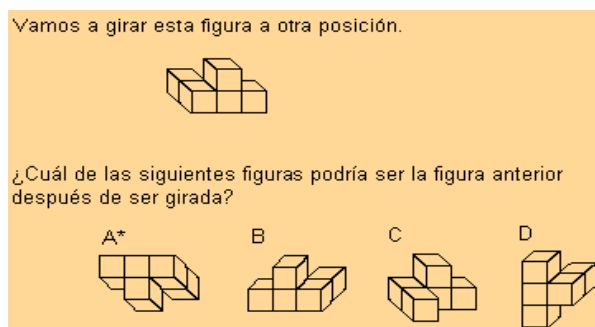 Vamos a girar esta figura a otra posición.
¿Cuál de las siguientes figuras podría ser la figura anterior
después de ser girada?
A* B C D